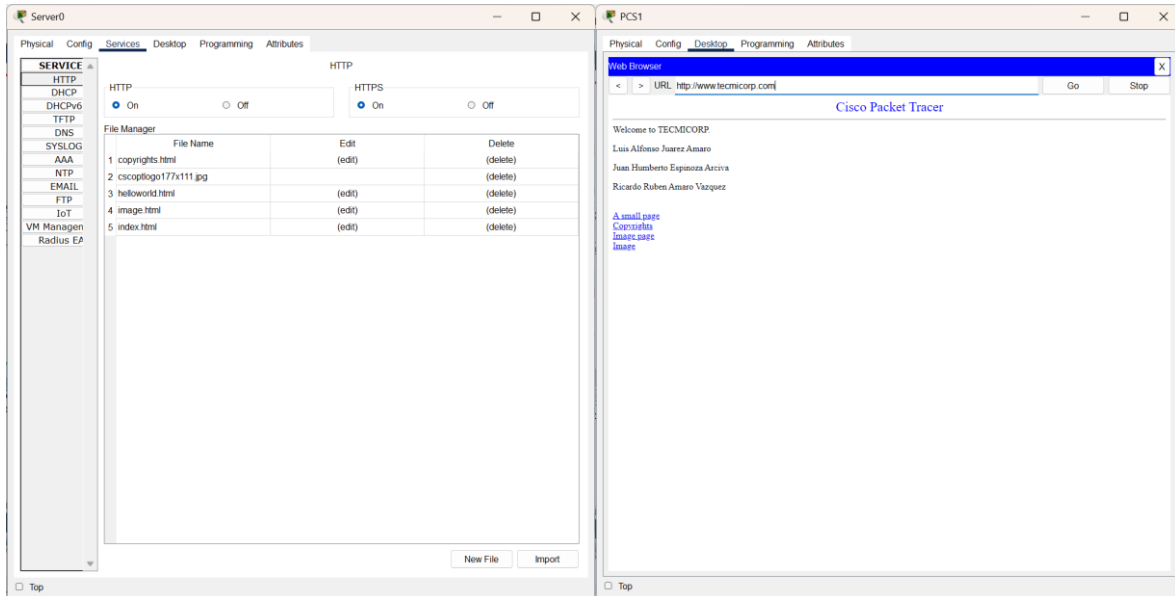 Server0
Physical Config Services Desktop Programming Attributes
SERVICE
HTTP
DHCP
DHCPv6
TFTP
DNS
SYSLOG
AAA
NTP
EMAIL
FTP
IoT
VM Managen
Radius EA
HTTP
HTTP
On Off
HTTPS
On Off
File Manager
File Name Edit Delete
1 copyrights.html (edit) (delete)
2 cscoptlogo177x111.jpg (delete)
3 helloworld.html (edit) (delete)
4 image.html (edit) (delete)
5 index.html (edit) (delete)
New File Import
Top
PCS1
Physical Config Desktop Programming Attributes
Web Browser X
< > URL http://www.tecmicorp.com Go Stop
Cisco Packet Tracer
Welcome to TECMICORP.
Luis Alfonso Juarez Amaro
Juan Humberto Espinoza Arciva
Ricardo Ruben Amaro Vazquez
A small page
Copyrights
Image page
Image
Top